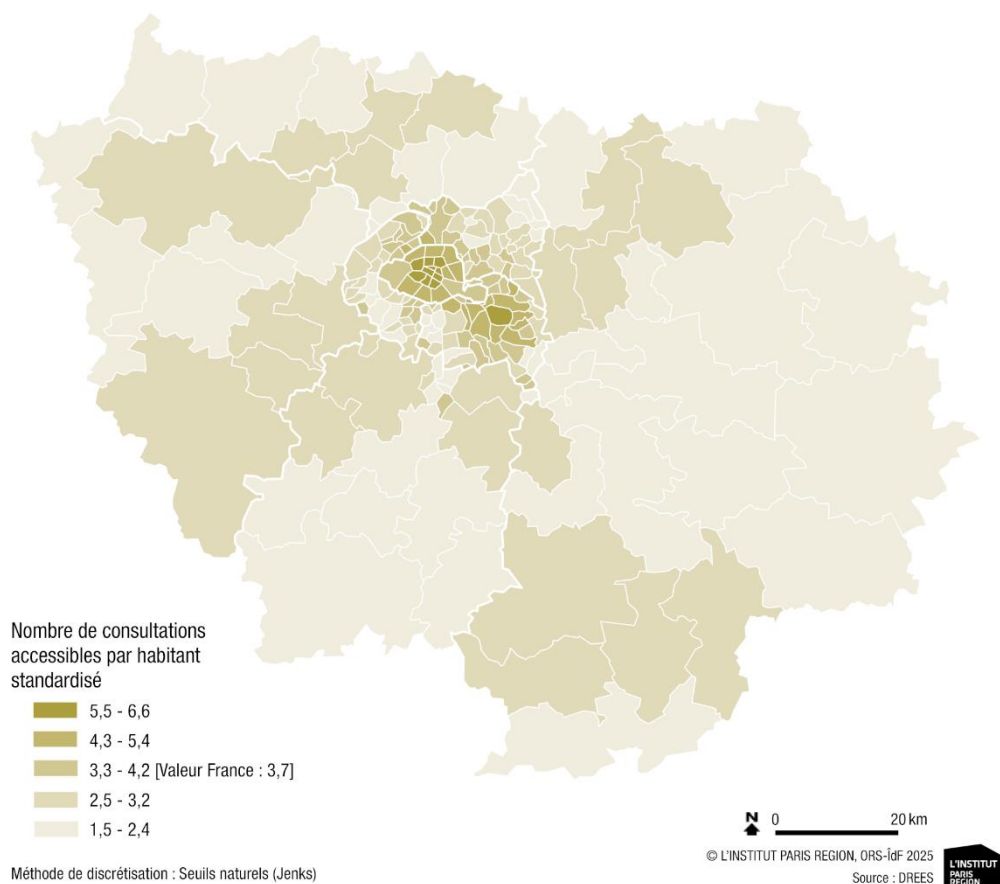 Nombre de consultations
accessibles par habitant
standardisé
5,5 - 6,6
4,3 - 5,4
3,3 - 4,2 [Valeur France : 3,7]
2,5 - 3,2
1,5 - 2,4
Méthode de discrétisation : Seuils naturels (Jenks)
N 0 20 km
© L'INSTITUT PARIS REGION, ORS-ÎdF 2025
Source : DREES
L'INSTITUT
PARIS
REGION